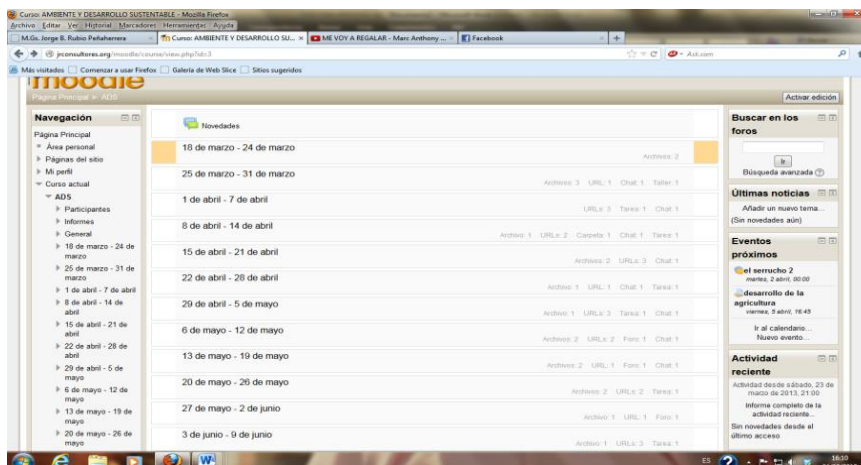 Curso: AMBIENTE Y DESARROLLO SUSTENTABLE - Mozilla Firefox
Archivo Editar Ver Historial Marcadores Herramientas Ayuda
M.Gs. Jorge B. Rubio Peñaherrera
Curso: AMBIENTE Y DESARROLLO SU...
ME VOY A REGALAR - Marc Anthony ...
Facebook
jrconsultores.org/moodle/course/view.php?id=3
Ask.com
Más visitados Comenzar a usar Firefox Galería de Web Slice Sitios sugeridos
moodle
Página Principal ► ADS
Activar edición
Navegación
Página Principal
Área personal
Páginas del sitio
Mi perfil
Curso actual
ADS
Participantes
Informes
General
18 de marzo - 24 de
marzo
25 de marzo - 31 de
marzo
1 de abril - 7 de abril
8 de abril - 14 de
abril
15 de abril - 21 de
abril
22 de abril - 28 de
abril
29 de abril - 5 de
mayo
6 de mayo - 12 de
mayo
13 de mayo - 19 de
mayo
20 de mayo - 26 de
mayo
Novedades
18 de marzo - 24 de marzo
Archivos: 2
25 de marzo - 31 de marzo
Archivos: 3 URL: 1 Chat: 1 Taller: 1
1 de abril - 7 de abril
URLs: 3 Tarea: 1 Chat: 1
8 de abril - 14 de abril
Archivo: 1 URLs: 2 Carpeta: 1 Chat: 1 Tarea: 1
15 de abril - 21 de abril
Archivos: 2 URLs: 3 Chat: 1
22 de abril - 28 de abril
Archivo: 1 URL: 1 Chat: 1 Tarea: 1
29 de abril - 5 de mayo
Archivo: 1 URLs: 3 Tarea: 1 Chat: 1
6 de mayo - 12 de mayo
Archivos: 2 URLs: 2 Foro: 1 Chat: 1
13 de mayo - 19 de mayo
Archivos: 2 URL: 1 Foro: 1 Chat: 1
20 de mayo - 26 de mayo
Archivos: 2 URLs: 2 Tarea: 1
27 de mayo - 2 de junio
Archivo: 1 URL: 1 Foro: 1
3 de junio - 9 de junio
Archivo: 1 URLs: 3 Tarea: 1
Buscar en los
foros
Ir
Búsqueda avanzada
Últimas noticias
Añadir un nuevo tema...
(Sin novedades aún)
Eventos
próximos
el serrucho 2
martes, 2 abril, 00:00
desarrollo de la
agricultura
viernes, 5 abril, 16:45
Ir al calendario...
Nuevo evento...
Actividad
reciente
Actividad desde sábado, 23 de
marzo de 2013, 21:00
Informe completo de la
actividad reciente...
Sin novedades desde el
último acceso
ES
16:10